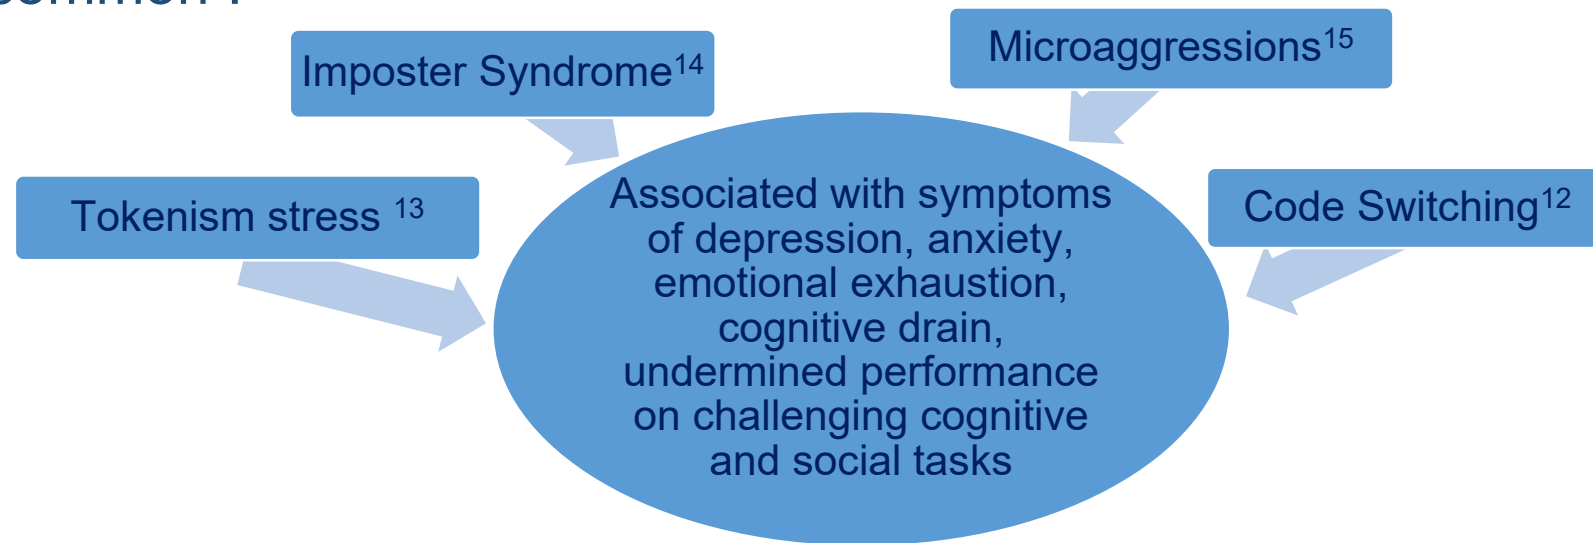 Imposter Syndrome14
Microaggressions15
Tokenism stress 13
Code Switching12
Associated with symptoms
of depression, anxiety,
emotional exhaustion,
cognitive drain,
undermined performance
on challenging cognitive
and social tasks